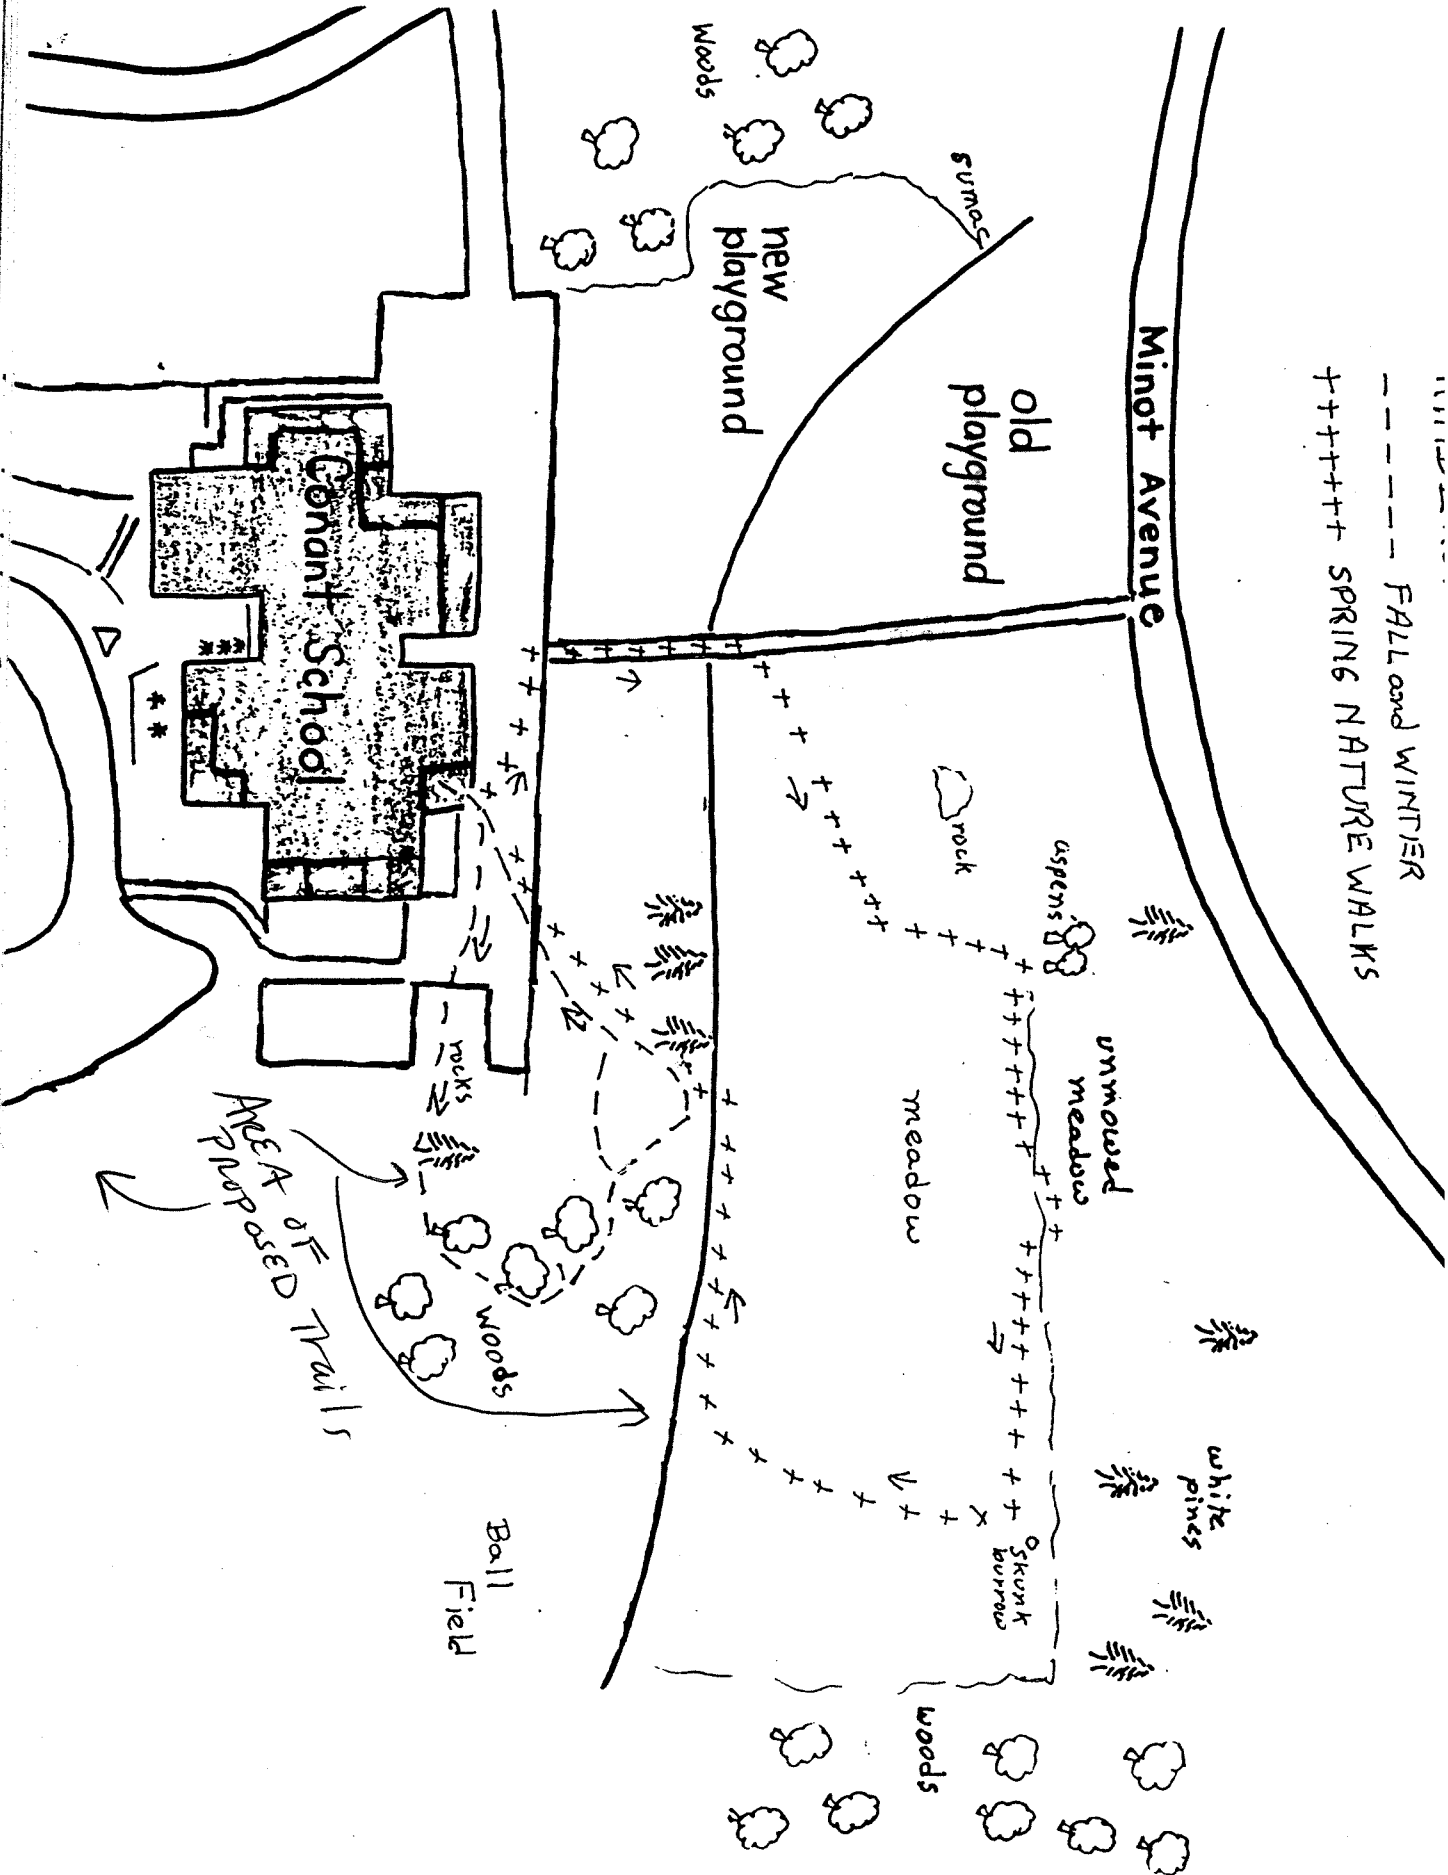 ----- FALL and WINTER
+++++++ SPRING NATURE WALKS
Minot Avenue
Woods
sumac
new
playground
old
playground
rock
aspens
unmowed
meadow
meadow
white
pines
skunk
burrow
woods
Conant School
rocks
AREA OF
PROPOSED Trails
woods
Ball
Field